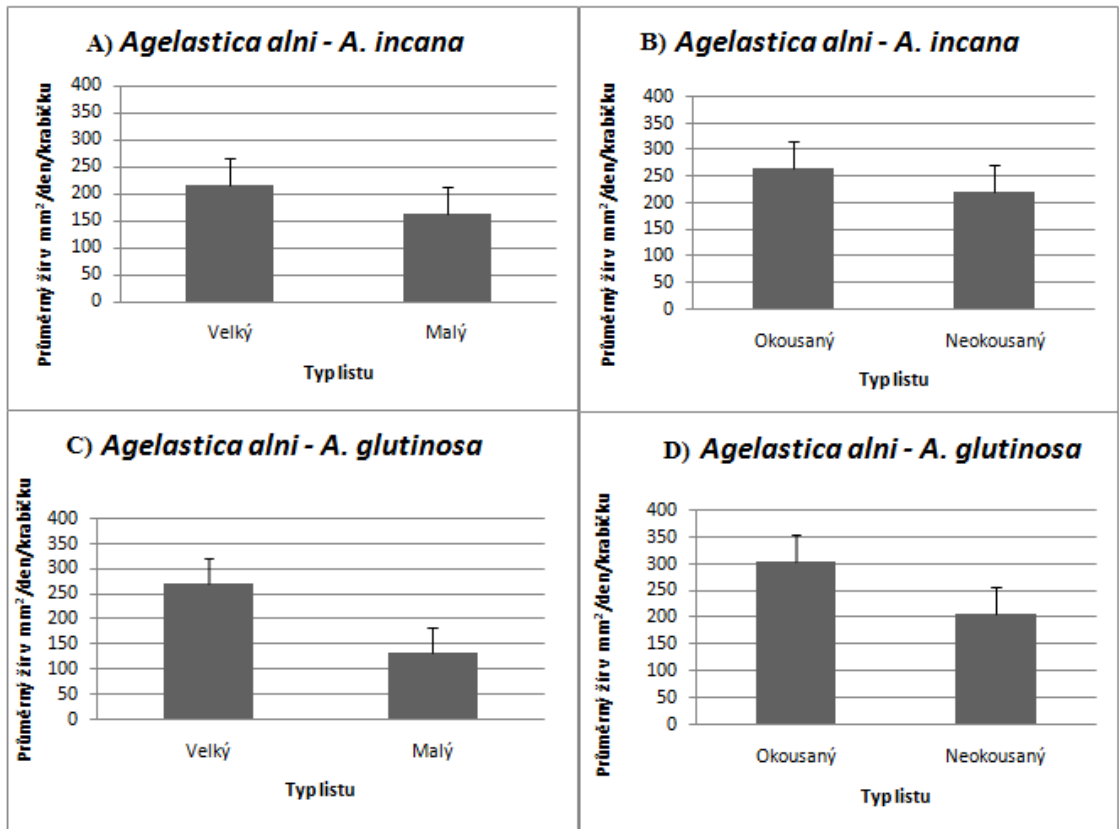 A) Agelastica alni - A. incana
Průměrný žír v mm²/den/krabičku
400
350
300
250
200
150
100
50
0
Velký Malý
Typ listu
B) Agelastica alni - A. incana
Průměrný žír v mm²/den/krabičku
400
350
300
250
200
150
100
50
0
Okousaný Neokousaný
Typ listu
C) Agelastica alni - A. glutinosa
Průměrný žír v mm²/den/krabičku
400
350
300
250
200
150
100
50
0
Velký Malý
Typ listu
D) Agelastica alni - A. glutinosa
Průměrný žír v mm²/den/krabičku
400
350
300
250
200
150
100
50
0
Okousaný Neokousaný
Typ listu